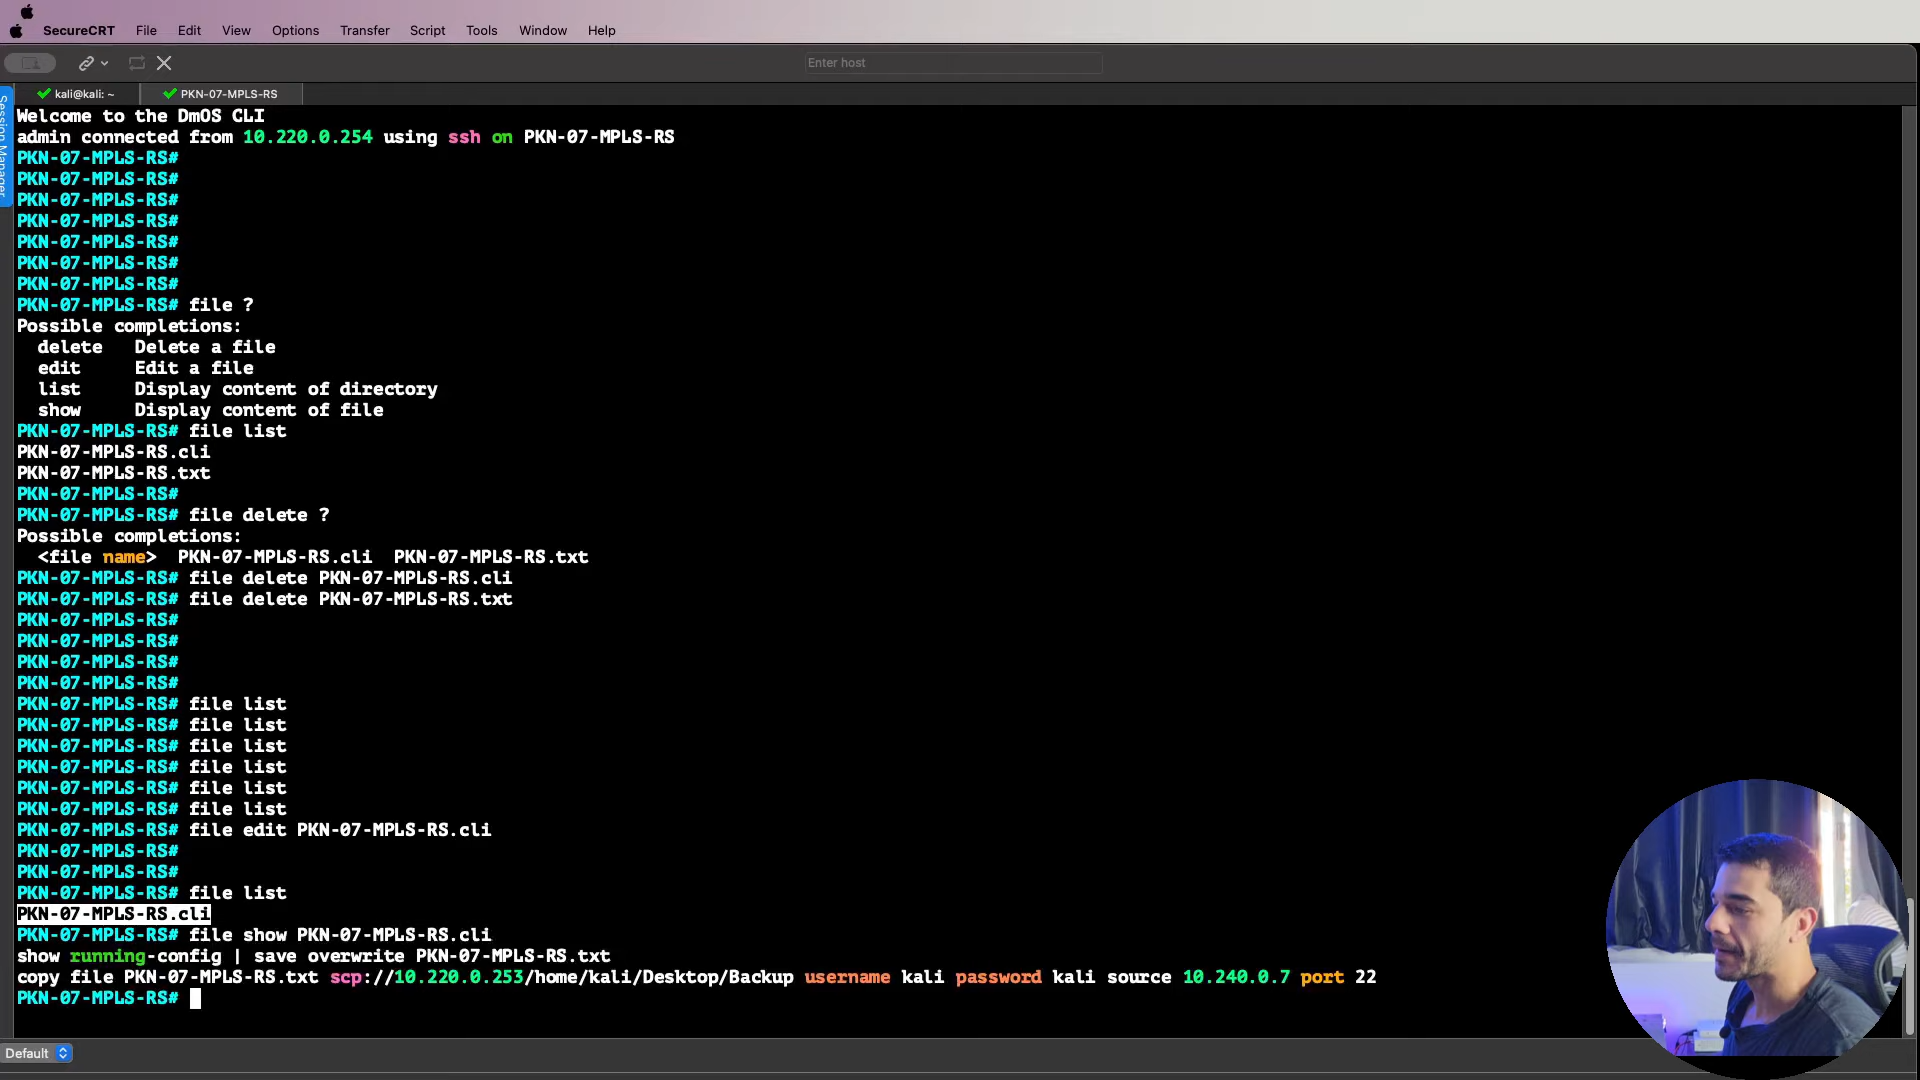 SecureCRT File Edit View Options Transfer Script Tools Window Help
Enter host
kali@kali: ~ PKN-07-MPLS-RS
Session Manager
Welcome to the DmOS CLI
admin connected from 10.220.0.254 using ssh on PKN-07-MPLS-RS
PKN-07-MPLS-RS#
PKN-07-MPLS-RS#
PKN-07-MPLS-RS#
PKN-07-MPLS-RS#
PKN-07-MPLS-RS#
PKN-07-MPLS-RS#
PKN-07-MPLS-RS#
PKN-07-MPLS-RS# file ?
Possible completions:
  delete   Delete a file
  edit     Edit a file
  list     Display content of directory
  show     Display content of file
PKN-07-MPLS-RS# file list
PKN-07-MPLS-RS.cli
PKN-07-MPLS-RS.txt
PKN-07-MPLS-RS#
PKN-07-MPLS-RS# file delete ?
Possible completions:
  <file name>  PKN-07-MPLS-RS.cli  PKN-07-MPLS-RS.txt
PKN-07-MPLS-RS# file delete PKN-07-MPLS-RS.cli
PKN-07-MPLS-RS# file delete PKN-07-MPLS-RS.txt
PKN-07-MPLS-RS#
PKN-07-MPLS-RS#
PKN-07-MPLS-RS#
PKN-07-MPLS-RS#
PKN-07-MPLS-RS# file list
PKN-07-MPLS-RS# file list
PKN-07-MPLS-RS# file list
PKN-07-MPLS-RS# file list
PKN-07-MPLS-RS# file list
PKN-07-MPLS-RS# file list
PKN-07-MPLS-RS# file edit PKN-07-MPLS-RS.cli
PKN-07-MPLS-RS#
PKN-07-MPLS-RS#
PKN-07-MPLS-RS# file list
PKN-07-MPLS-RS.cli
PKN-07-MPLS-RS# file show PKN-07-MPLS-RS.cli
show running-config | save overwrite PKN-07-MPLS-RS.txt
copy file PKN-07-MPLS-RS.txt scp://10.220.0.253/home/kali/Desktop/Backup username kali password kali source 10.240.0.7 port 22
PKN-07-MPLS-RS#
Default